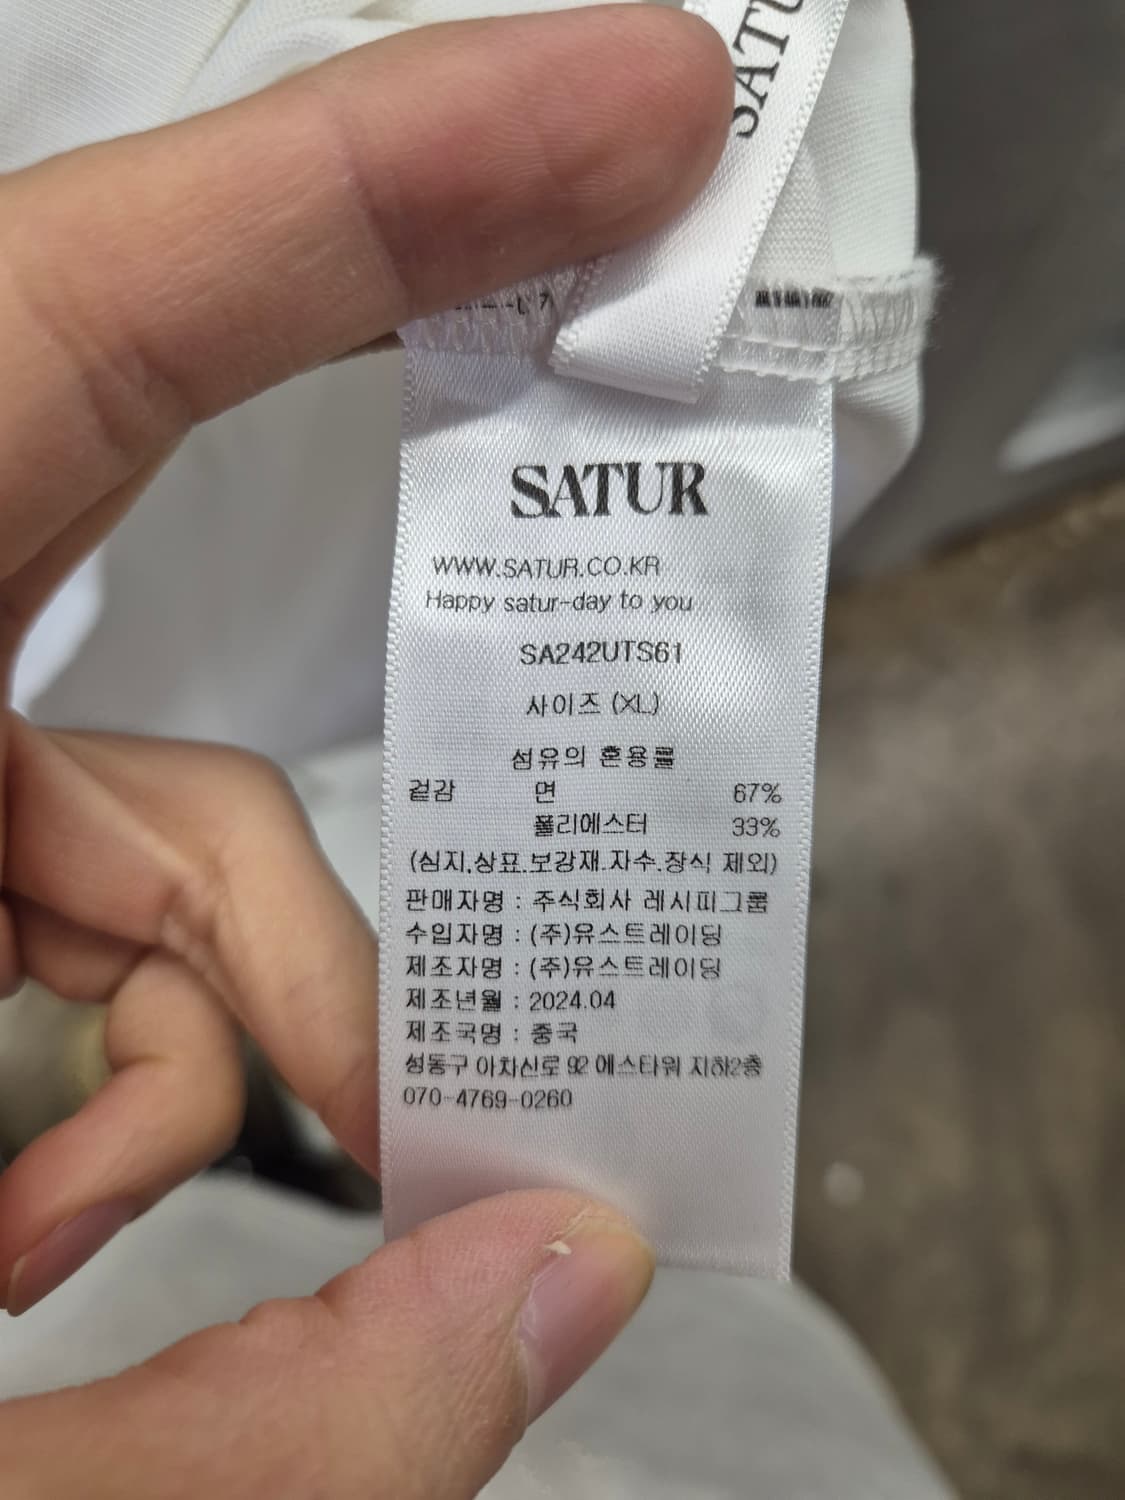 SATU
SATUR
WWW.SATUR.CO.KR
Happy satur-day to you
SA242UTS61
사이즈 (XL)
섬유의 혼용률
겉감 면 67%
폴리에스터 33%
(심지,상표.보강재.자수.장식 제외)
판매자명 : 주식회사 레시피그룹
수입자명 : (주)유스트레이딩
제조자명 : (주)유스트레이딩
제조년월 : 2024.04
제조국명 : 중국
성동구 아차산로 92 에스타워 지하2층
070-4769-0260